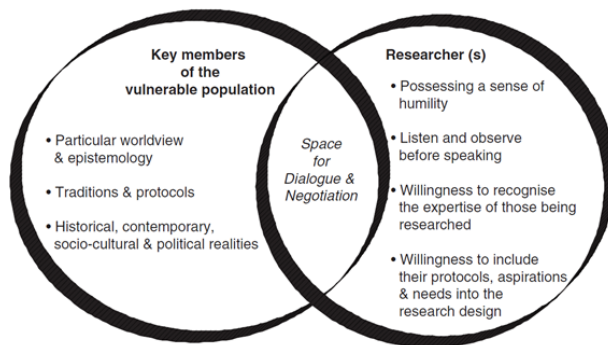 Key members
of the
vulnerable population
• Particular worldview
& epistemology
• Traditions & protocols
• Historical, contemporary,
socio-cultural & political realities
Space
for
Dialogue &
Negotiation
Researcher (s)
• Possessing a sense of
humility
• Listen and observe
before speaking
• Willingness to recognise
the expertise of those being
researched
• Willingness to include
their protocols, aspirations
& needs into the
research design